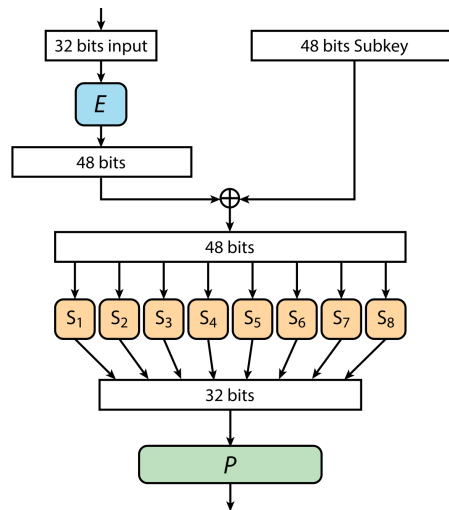 32 bits input
48 bits Subkey
E
48 bits
48 bits
S₁ S₂ S₃ S₄ S₅ S₆ S₇ S₈
32 bits
P